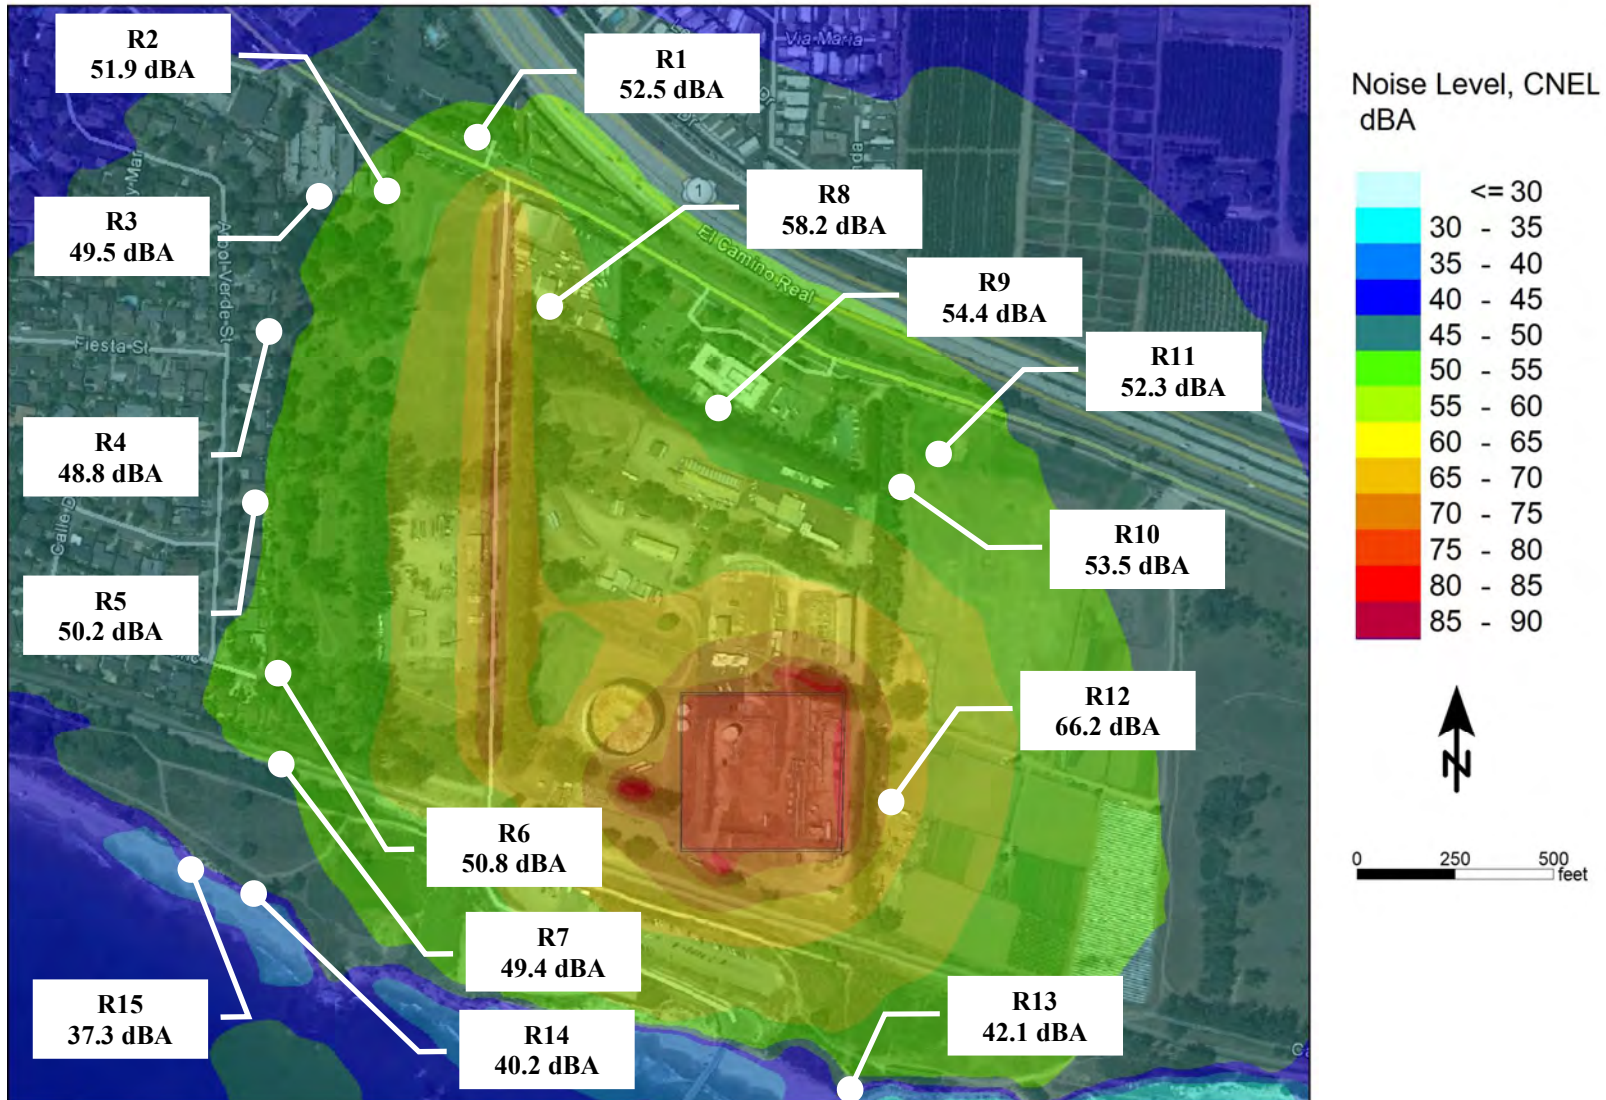 R2
51.9 dBA
R1
52.5 dBA
Via Maria
R3
49.5 dBA
R8
58.2 dBA
1
El Camino Real
R9
54.4 dBA
Arbol Verde St
Fiesta St
R11
52.3 dBA
R4
48.8 dBA
R10
53.5 dBA
R5
50.2 dBA
R12
66.2 dBA
R6
50.8 dBA
R7
49.4 dBA
R15
37.3 dBA
R14
40.2 dBA
R13
42.1 dBA
Noise Level, CNEL
dBA
<= 30
30 - 35
35 - 40
40 - 45
45 - 50
50 - 55
55 - 60
60 - 65
65 - 70
70 - 75
75 - 80
80 - 85
85 - 90
N
0 250 500
feet